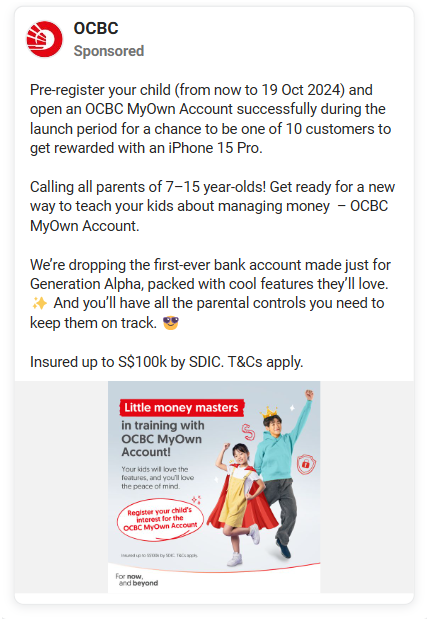 OCBC
Sponsored
Pre-register your child (from now to 19 Oct 2024) and
open an OCBC MyOwn Account successfully during the
launch period for a chance to be one of 10 customers to
get rewarded with an iPhone 15 Pro.
Calling all parents of 7–15 year-olds! Get ready for a new
way to teach your kids about managing money – OCBC
MyOwn Account.
We're dropping the first-ever bank account made just for
Generation Alpha, packed with cool features they'll love.
✨ And you'll have all the parental controls you need to
keep them on track. 😎
Insured up to S$100k by SDIC. T&Cs apply.
Little money masters
in training with
OCBC MyOwn
Account!
Your kids will love the
features, and you'll love
the peace of mind.
Register your child's
interest for the
OCBC MyOwn Account
Insured up to S$100k by SDIC. T&Cs apply.
For now,
and beyond